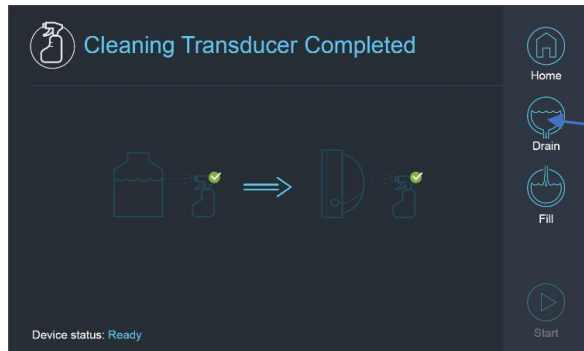 Cleaning Transducer Completed
Home
Drain
Fill
Device status: Ready
Start